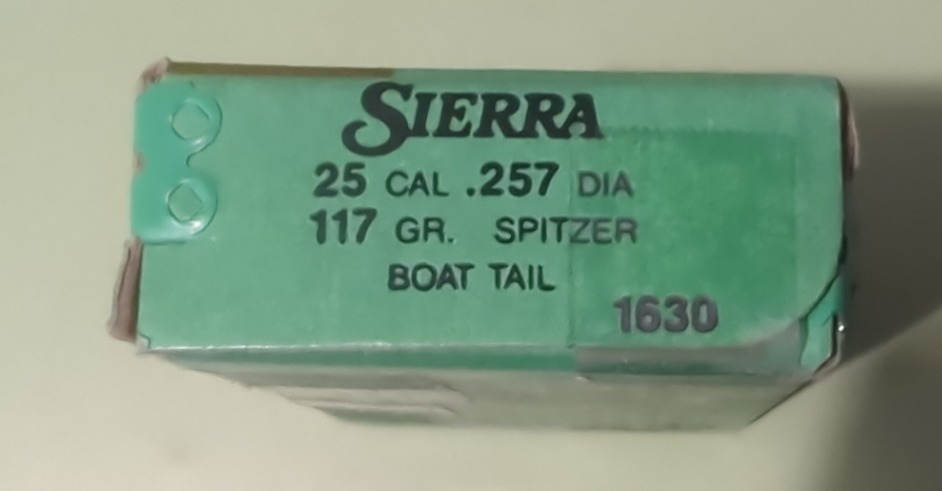 SIERRA
25 CAL .257 DIA
117 GR. SPITZER
BOAT TAIL
1630